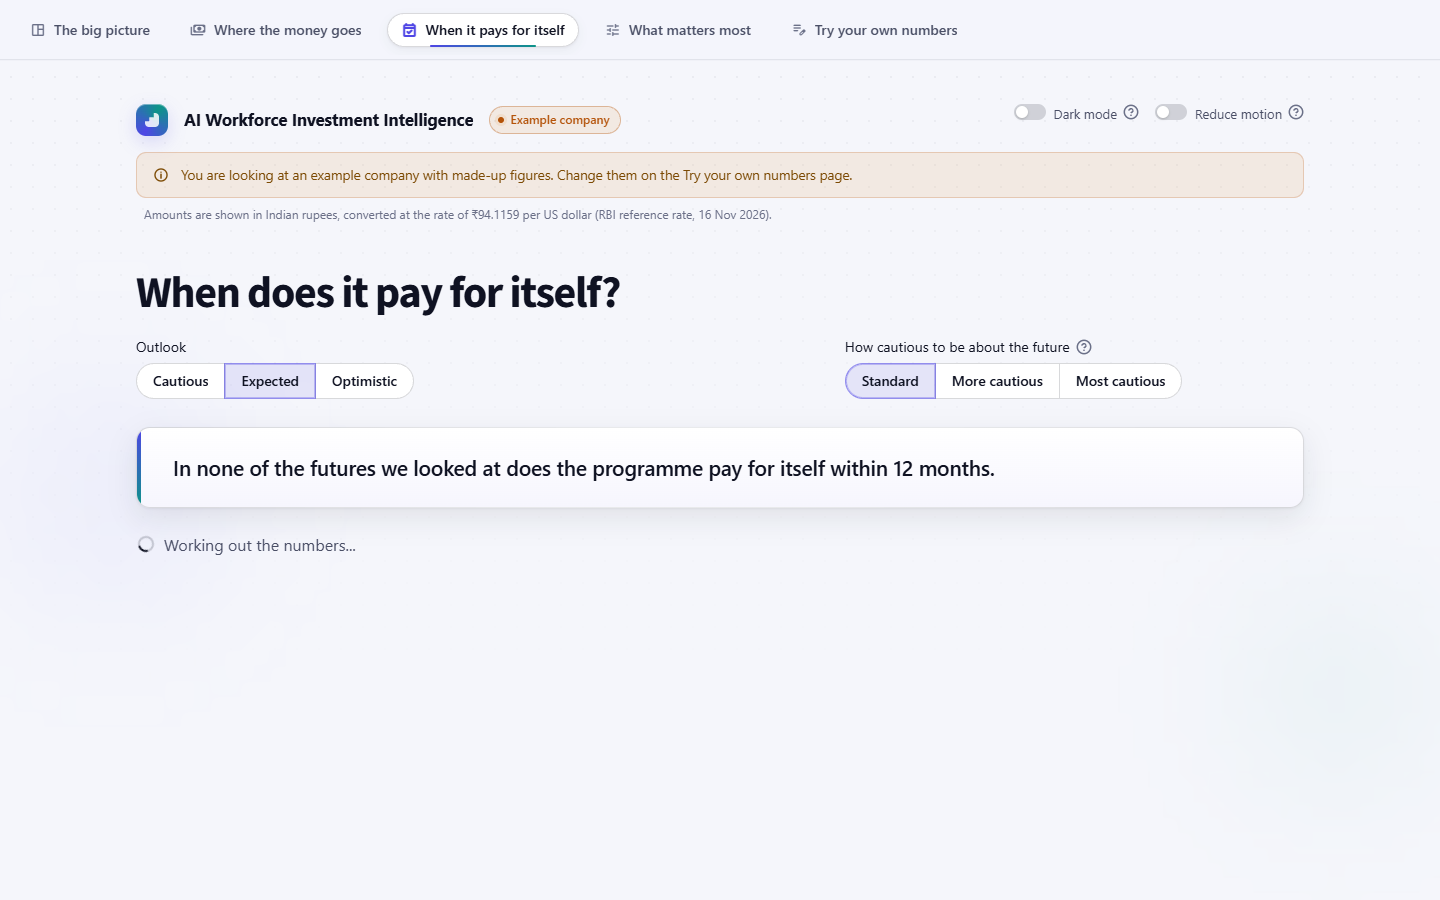 The big picture
Where the money goes
When it pays for itself
What matters most
Try your own numbers
AI Workforce Investment Intelligence
Example company
Dark mode
Reduce motion
You are looking at an example company with made-up figures. Change them on the Try your own numbers page.
Amounts are shown in Indian rupees, converted at the rate of ₹94.1159 per US dollar (RBI reference rate, 16 Nov 2026).
When does it pay for itself?
Outlook
Cautious
Expected
Optimistic
How cautious to be about the future
Standard
More cautious
Most cautious
In none of the futures we looked at does the programme pay for itself within 12 months.
Working out the numbers...